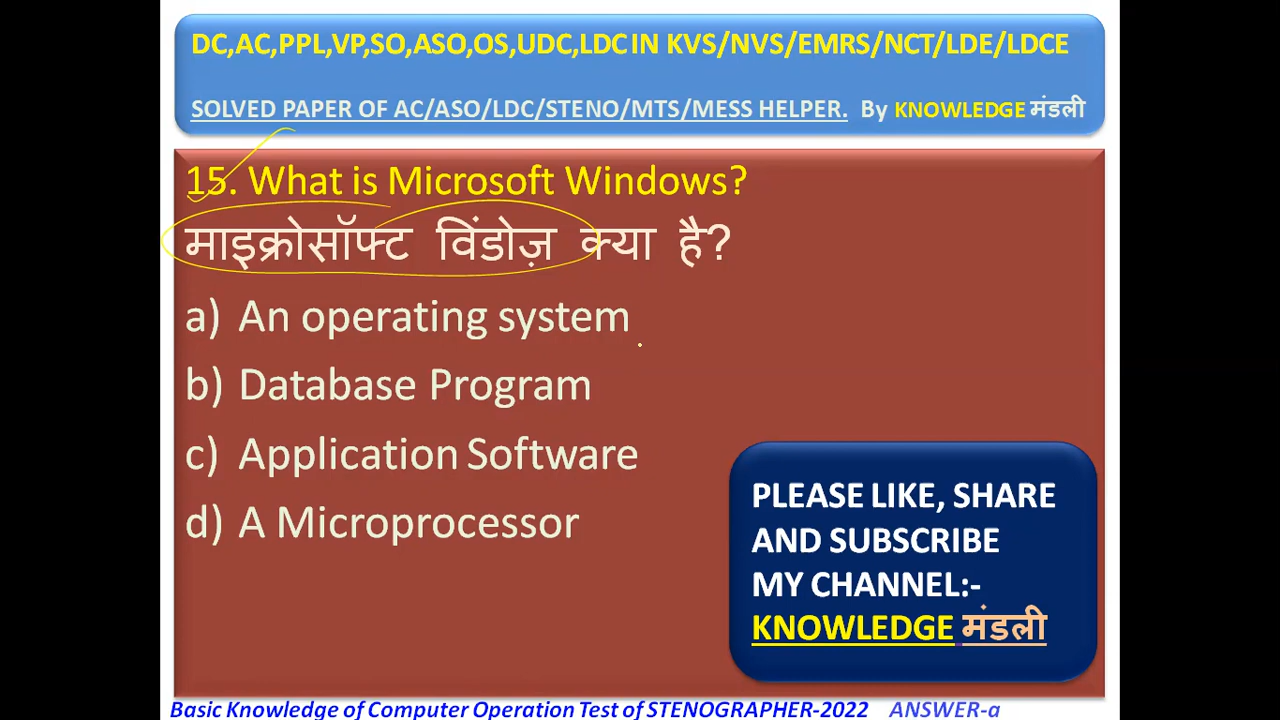 DC,AC,PPL,VP,SO,ASO,OS,UDC,LDC IN KVS/NVS/EMRS/NCT/LDE/LDCE
SOLVED PAPER OF AC/ASO/LDC/STENO/MTS/MESS HELPER. By KNOWLEDGE मंडली
15. What is Microsoft Windows?
माइक्रोसॉफ्ट विंडोज़ क्या है?
a) An operating system
b) Database Program
c) Application Software
d) A Microprocessor
PLEASE LIKE, SHARE
AND SUBSCRIBE
MY CHANNEL:-
KNOWLEDGE मंडली
Basic Knowledge of Computer Operation Test of STENOGRAPHER-2022 ANSWER-a